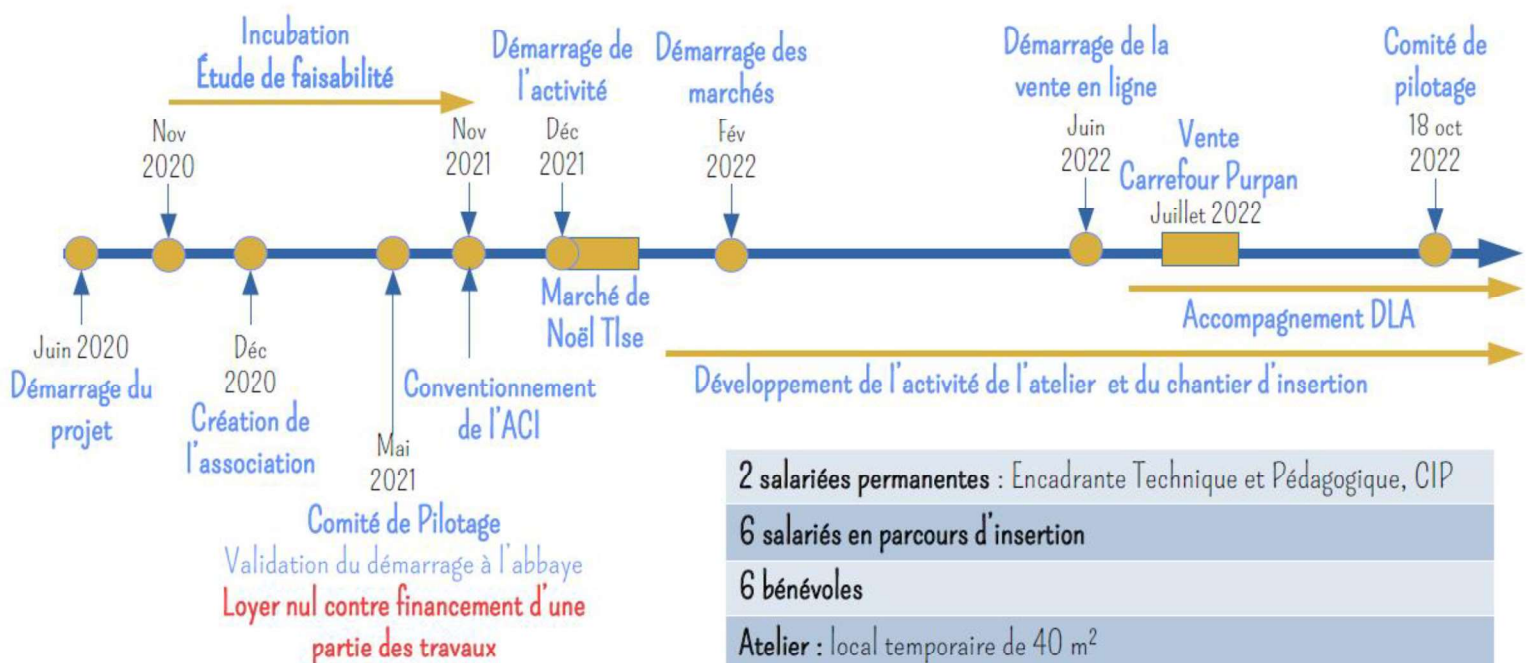 Incubation
Étude de faisabilité
Nov
2020
Nov
2021
Démarrage de
l'activité
Déc
2021
Démarrage des
marchés
Fév
2022
Démarrage de la
vente en ligne
Juin
2022
Vente
Carrefour Purpan
Juillet 2022
Comité de
pilotage
18 oct
2022
Juin 2020
Démarrage du
projet
Déc
2020
Création de
l'association
Mai
2021
Comité de Pilotage
Validation du démarrage à l'abbaye
Loyer nul contre financement d'une
partie des travaux
Conventionnement
de l'ACI
Marché de
Noël Tlse
Accompagnement DLA
Développement de l'activité de l'atelier et du chantier d'insertion
2 salariées permanentes : Encadrante Technique et Pédagogique, CIP
6 salariés en parcours d'insertion
6 bénévoles
Atelier : local temporaire de 40 m²